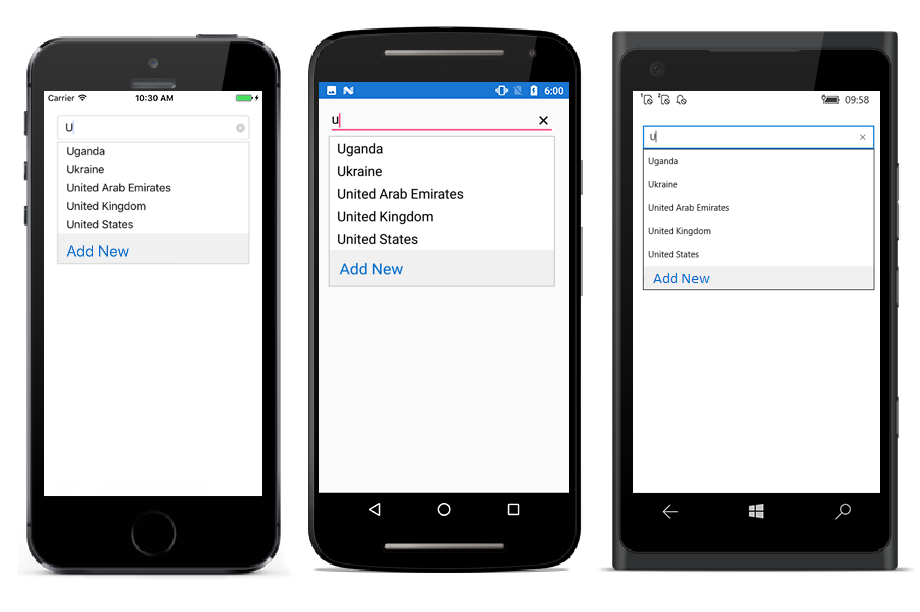 Carrier 10:30 AM
U
Uganda
Ukraine
United Arab Emirates
United Kingdom
United States
Add New
6:00
u
Uganda
Ukraine
United Arab Emirates
United Kingdom
United States
Add New
1 2 09:58
U
Uganda
Ukraine
United Arab Emirates
United Kingdom
United States
Add New